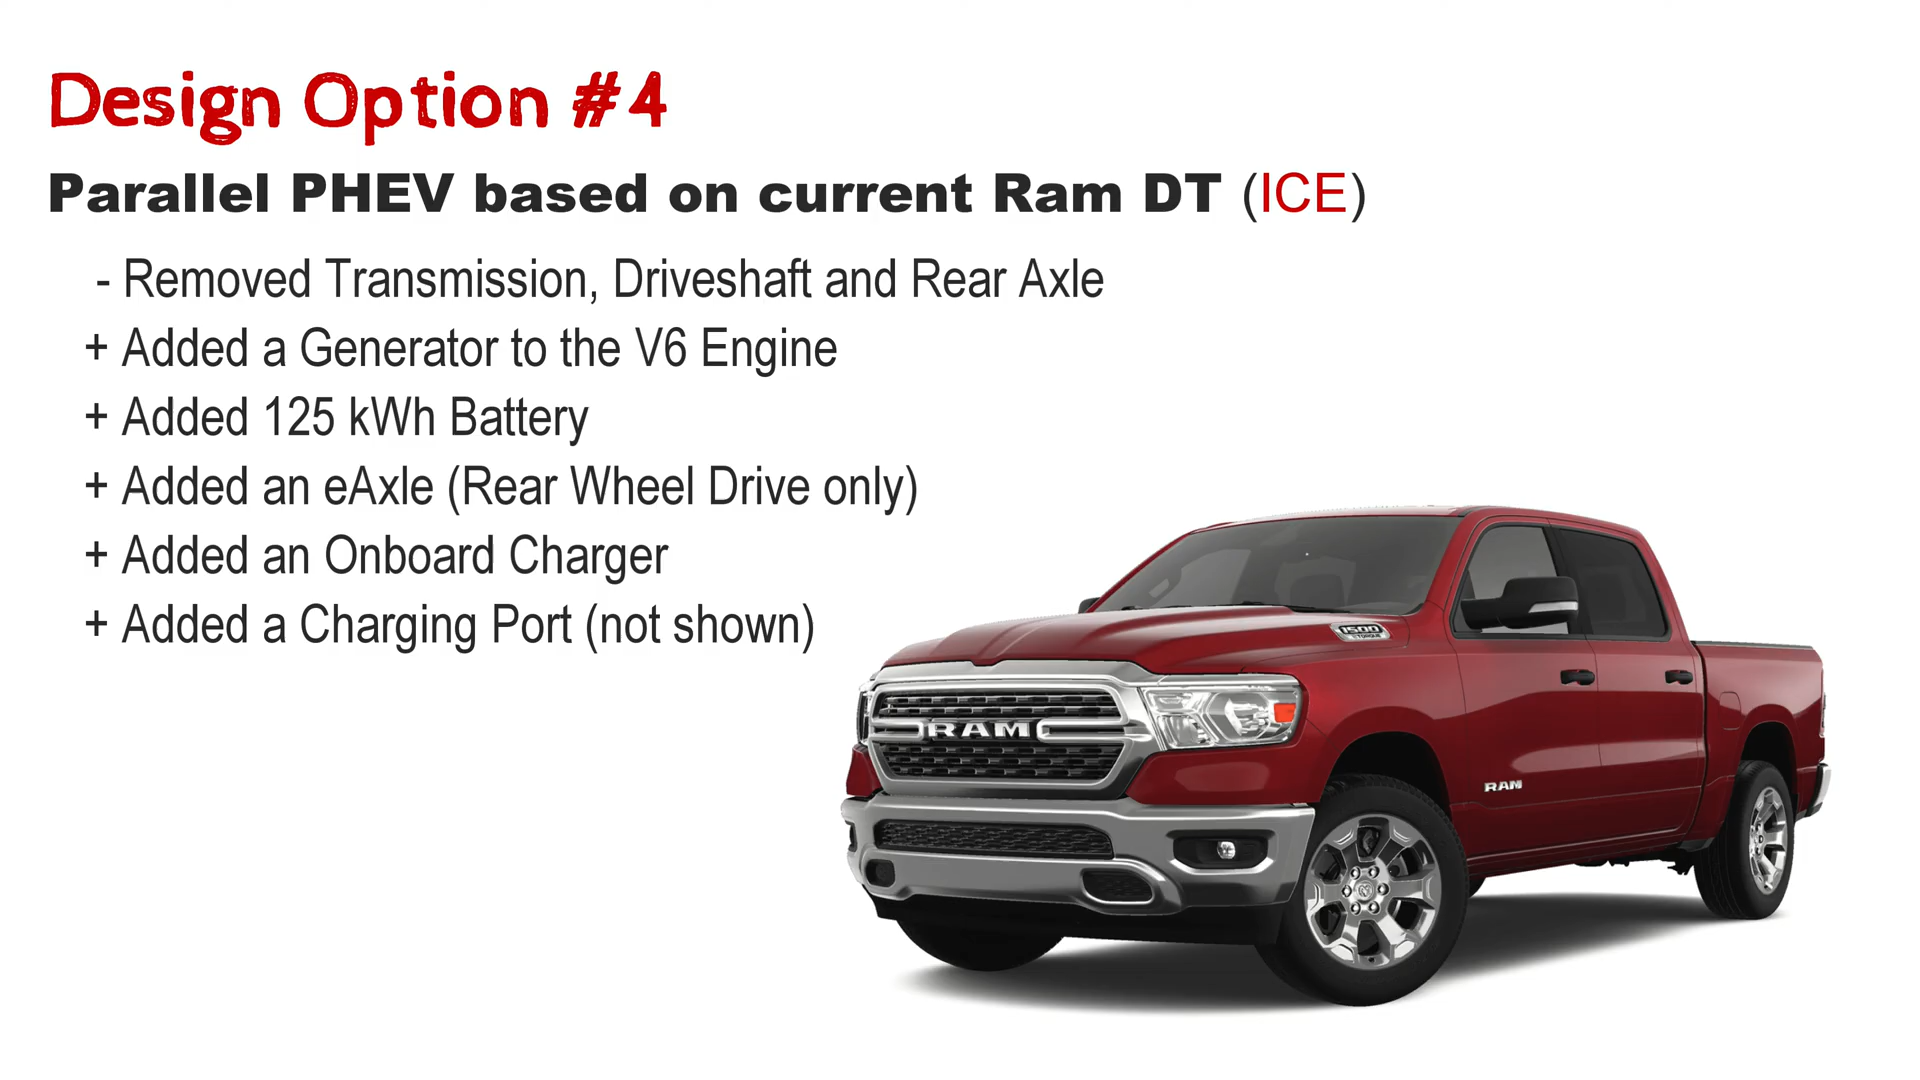 Design Option #4
Parallel PHEV based on current Ram DT (ICE)
- Removed Transmission, Driveshaft and Rear Axle
+ Added a Generator to the V6 Engine
+ Added 125 kWh Battery
+ Added an eAxle (Rear Wheel Drive only)
+ Added an Onboard Charger
+ Added a Charging Port (not shown)
1500
eTORQUE
RAM
RAM